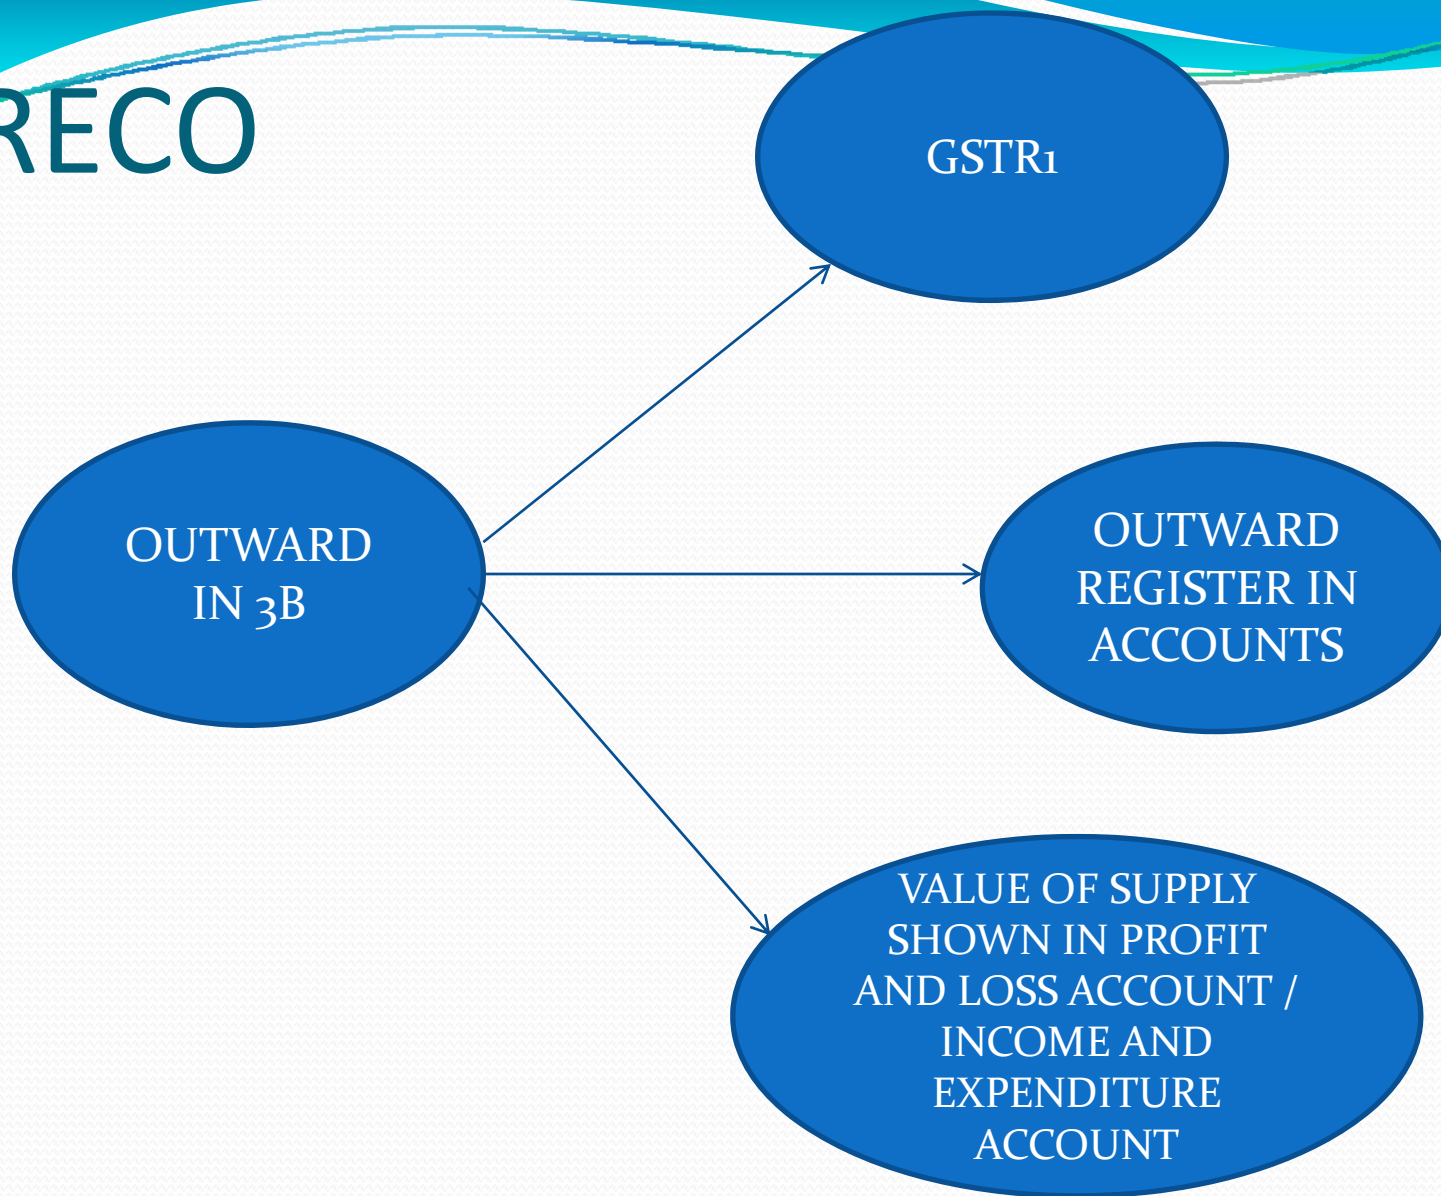 RECO
GSTR1
OUTWARD
IN 3B
OUTWARD
REGISTER IN
ACCOUNTS
VALUE OF SUPPLY
SHOWN IN PROFIT
AND LOSS ACCOUNT /
INCOME AND
EXPENDITURE
ACCOUNT